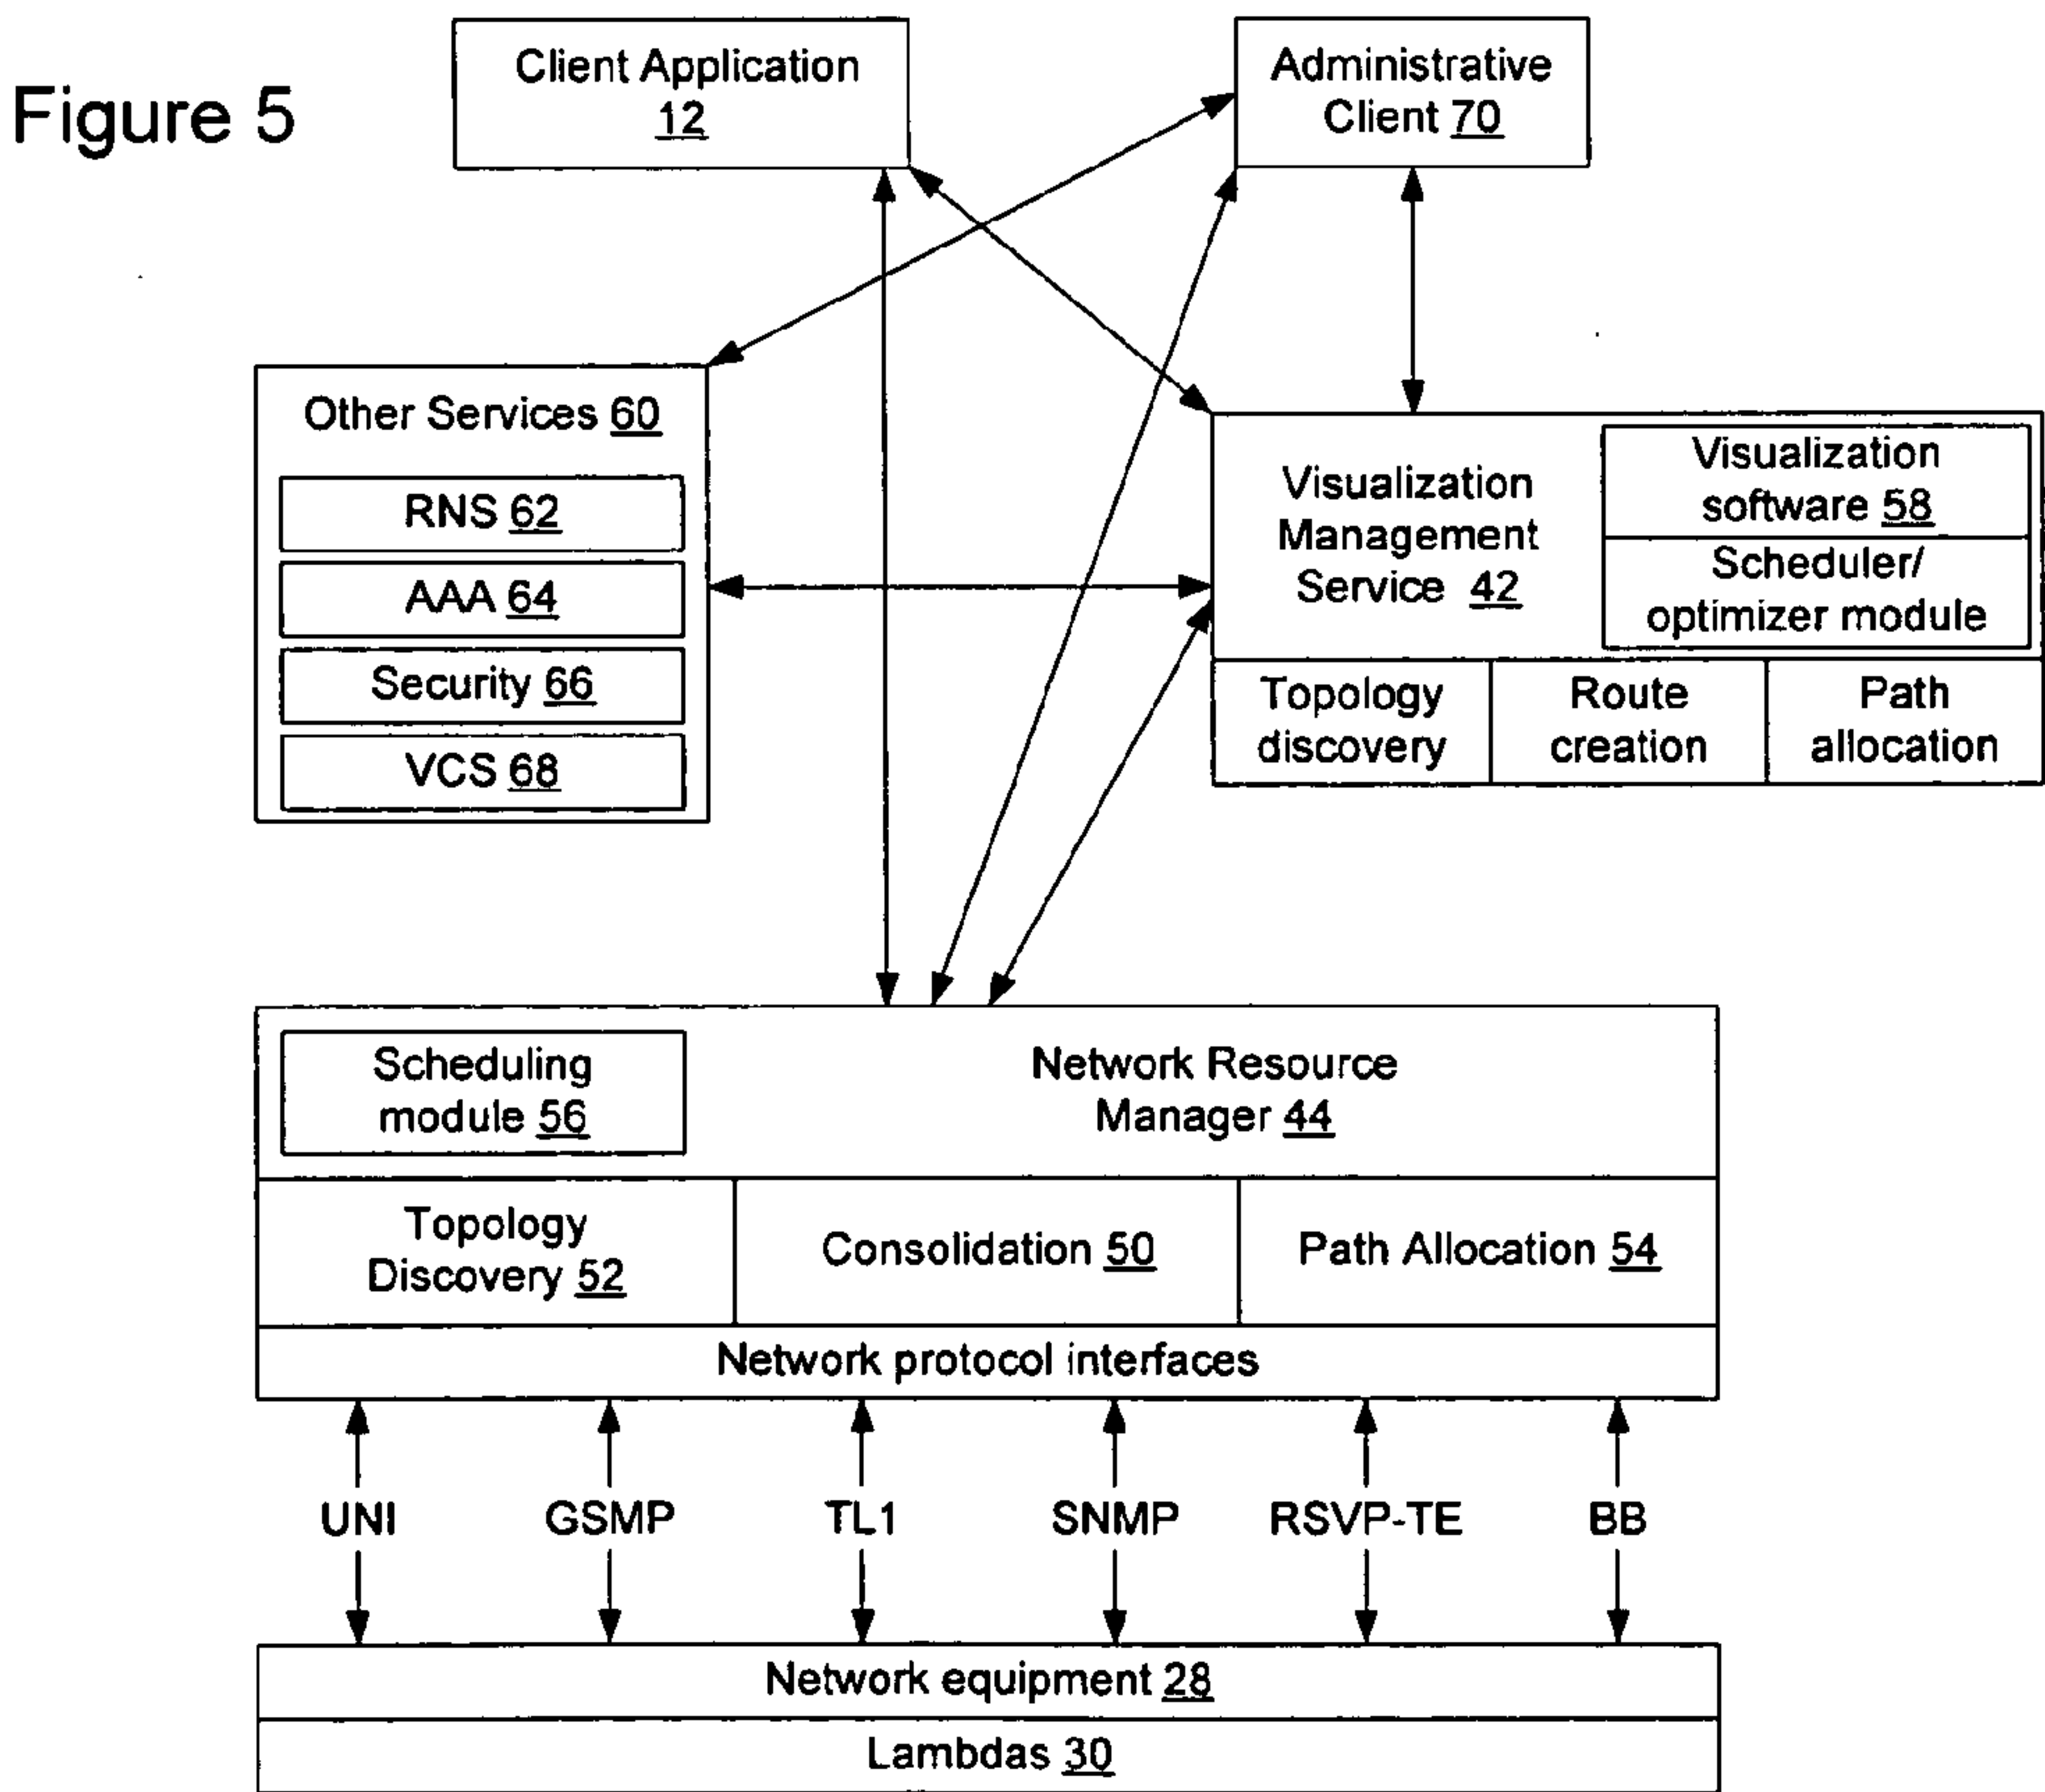 Figure 5
Client Application
12
Administrative
Client 70
Other Services 60
RNS 62
AAA 64
Security 66
VCS 68
Visualization
Management
Service 42
Visualization
software 58
Scheduler/
optimizer module
Topology
discovery
Route
creation
Path
allocation
Scheduling
module 56
Network Resource
Manager 44
Topology
Discovery 52
Consolidation 50
Path Allocation 54
Network protocol interfaces
UNI
GSMP
TL1
SNMP
RSVP-TE
BB
Network equipment 28
Lambdas 30